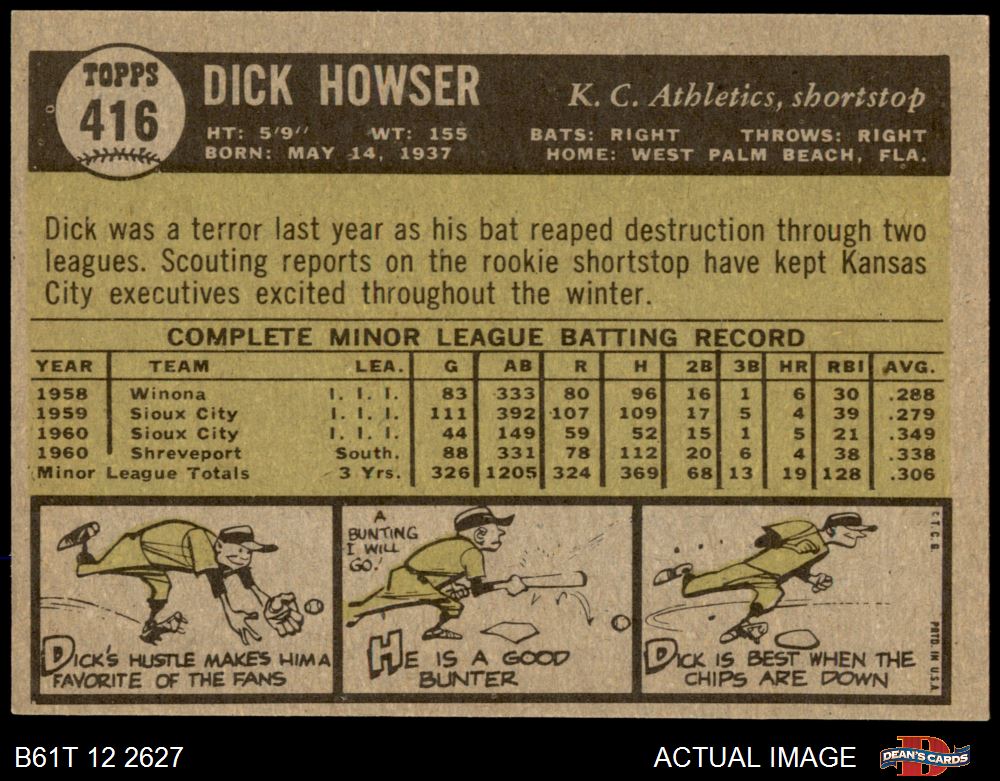 TOPPS
416
DICK HOWSER
K. C. Athletics, shortstop
HT: 5'9" WT: 155 BATS: RIGHT THROWS: RIGHT
BORN: MAY 14, 1937 HOME: WEST PALM BEACH, FLA.
Dick was a terror last year as his bat reaped destruction through two
leagues. Scouting reports on the rookie shortstop have kept Kansas
City executives excited throughout the winter.
COMPLETE MINOR LEAGUE BATTING RECORD
YEAR TEAM LEA. G AB R H 2B 3B HR RBI AVG.
1958 Winona I. I. I. 83 333 80 96 16 1 6 30 .288
1959 Sioux City I. I. I. 111 392 107 109 17 5 4 39 .279
1960 Sioux City I. I. I. 44 149 59 52 15 1 5 21 .349
1960 Shreveport South. 88 331 78 112 20 6 4 38 .338
Minor League Totals 3 Yrs. 326 1205 324 369 68 13 19 128 .306
DICK'S HUSTLE MAKES HIM A
FAVORITE OF THE FANS
A
BUNTING
I WILL
GO!
HE IS A GOOD
BUNTER
DICK IS BEST WHEN THE
CHIPS ARE DOWN
©T.C.G.
PRTD IN U.S.A.
B61T 12 2627
ACTUAL IMAGE
DEAN'S CARDS